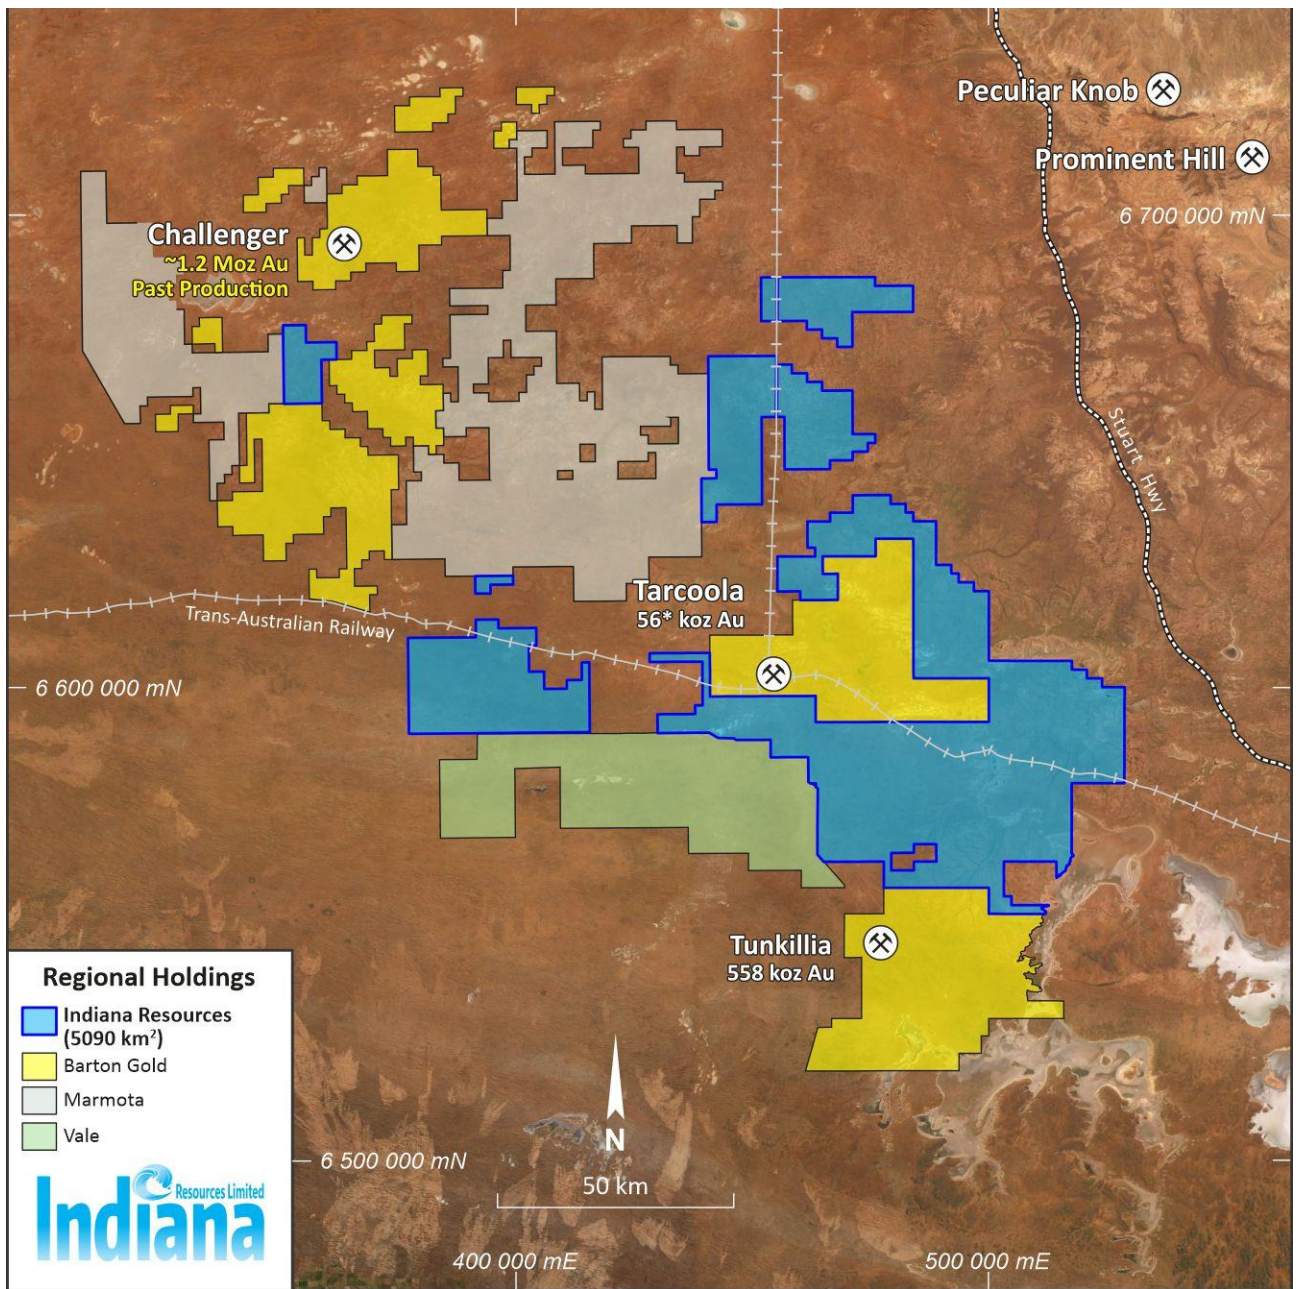 Peculiar Knob
Prominent Hill
6 700 000 mN
Challenger
~1.2 Moz Au
Past Production
Stuart Hwy
Tarcoola
56* koz Au
Trans-Australian Railway
6 600 000 mN
Tunkillia
558 koz Au
Regional Holdings
Indiana Resources
(5090 km²)
Barton Gold
Marmota
Vale
N
6 500 000 mN
50 km
Resources Limited
Indiana
400 000 mE
500 000 mE